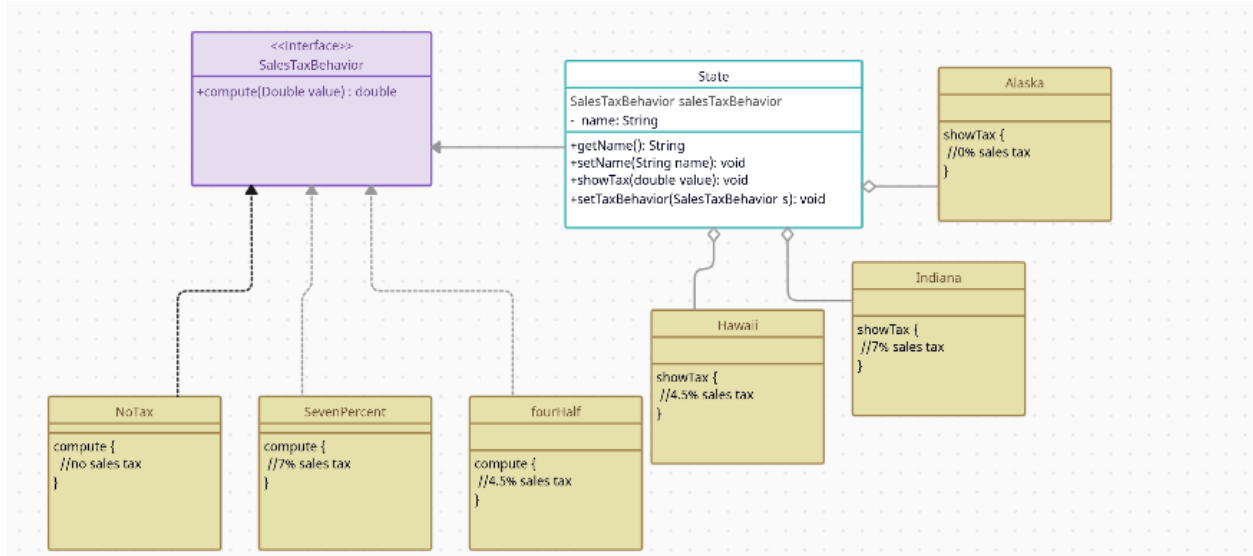 <<Interface>>
SalesTaxBehavior
+compute(Double value) : double
State
SalesTaxBehavior salesTaxBehavior
- name: String
+getName(): String
+setName(String name): void
+showTax(double value): void
+setTaxBehavior(SalesTaxBehavior s): void
Alaska
showTax {
//0% sales tax
}
Indiana
showTax {
//7% sales tax
}
Hawaii
showTax {
//4.5% sales tax
}
NoTax
compute {
//no sales tax
}
SevenPercent
compute {
//7% sales tax
}
fourHalf
compute {
//4.5% sales tax
}